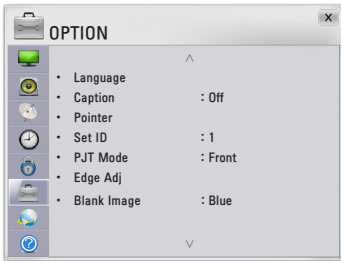 OPTION
X
• Language
• Caption : Off
• Pointer
• Set ID : 1
• PJT Mode : Front
• Edge Adj
• Blank Image : Blue